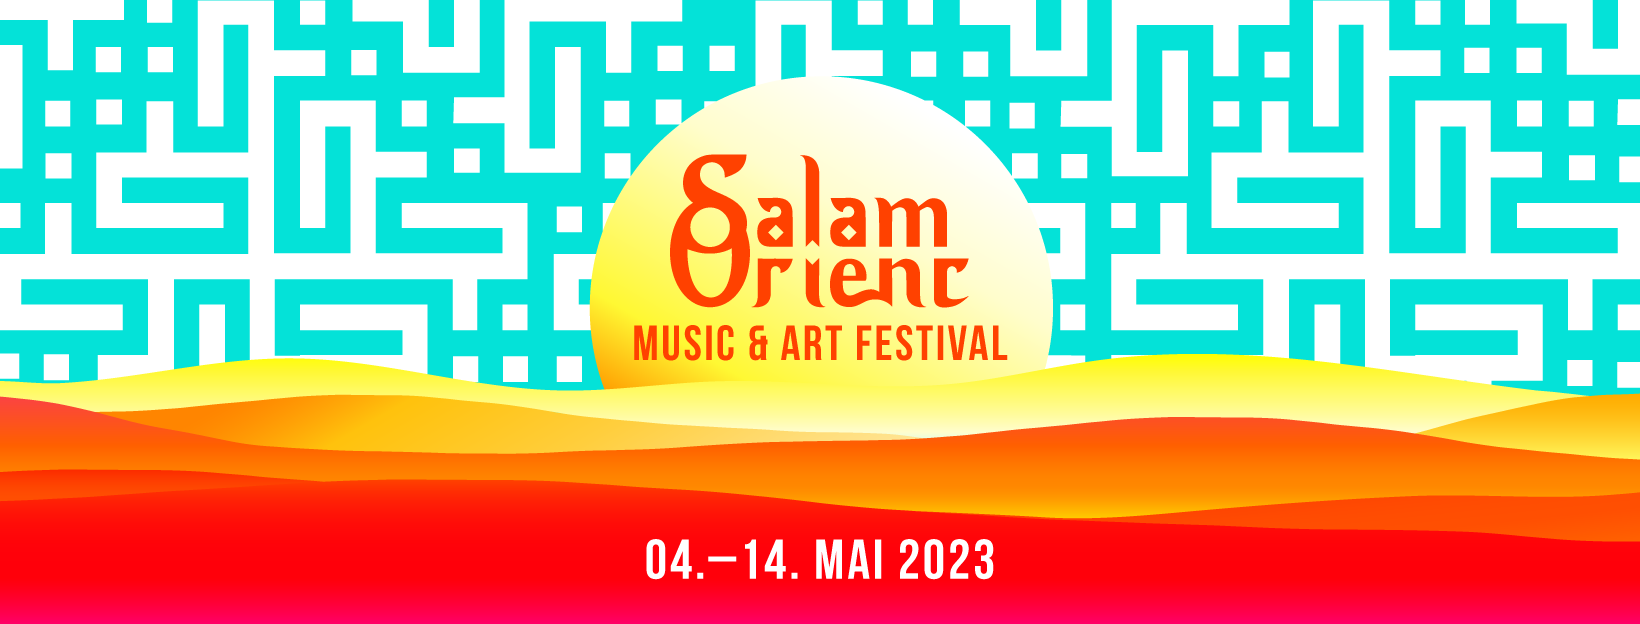 Salam
Orient
MUSIC & ART FESTIVAL
04.–14. MAI 2023